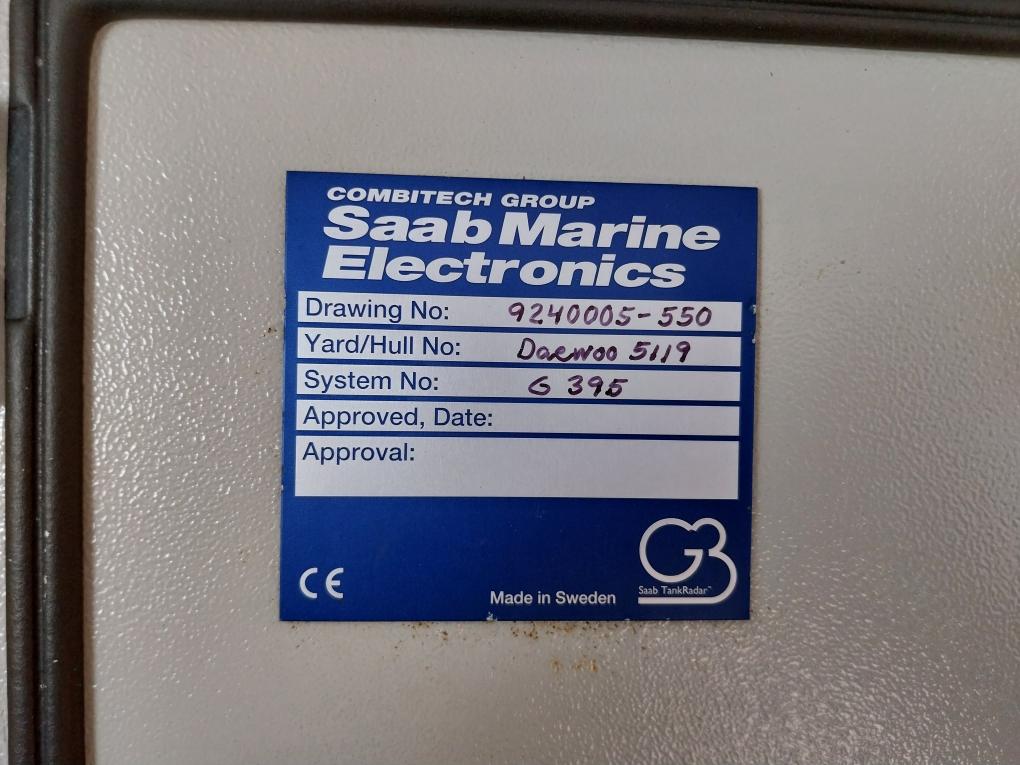 COMBITECH GROUP
Saab Marine
Electronics
Drawing No: 9240005-550
Yard/Hull No: Daewoo 5119
System No: G 395
Approved, Date:
Approval:
CE
Made in Sweden
G3
Saab TankRadar™